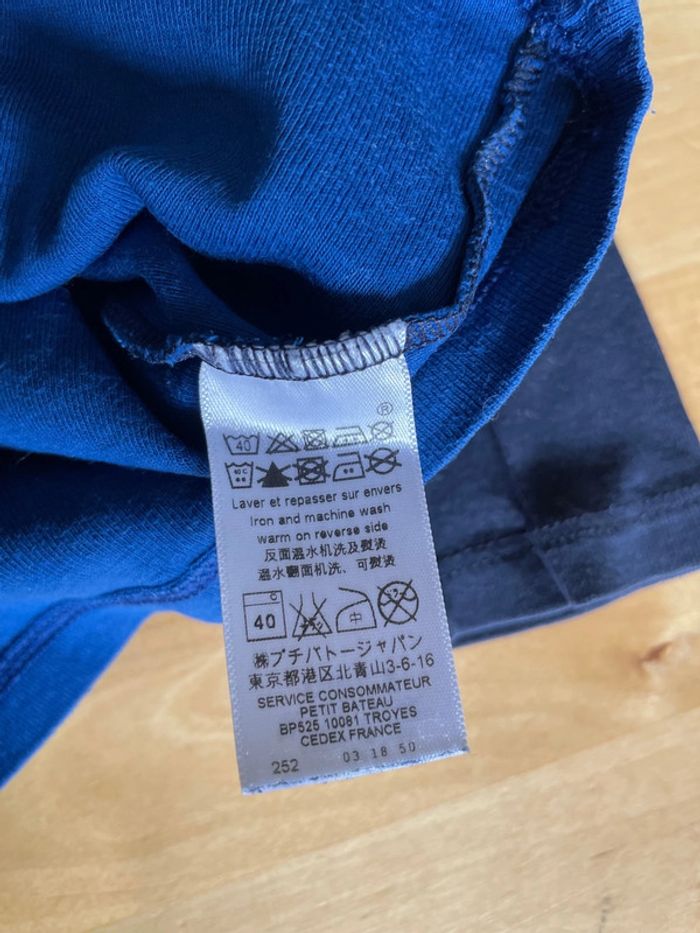 ®
40
40 C
Laver et repasser sur envers
Iron and machine wash
warm on reverse side
反面温水机洗及熨烫
温水翻面机洗、可熨烫
40 中
㈱プチバトージャパン
東京都港区北青山3-6-16
SERVICE CONSOMMATEUR
PETIT BATEAU
BP525 10081 TROYES
CEDEX FRANCE
252 03 18 50